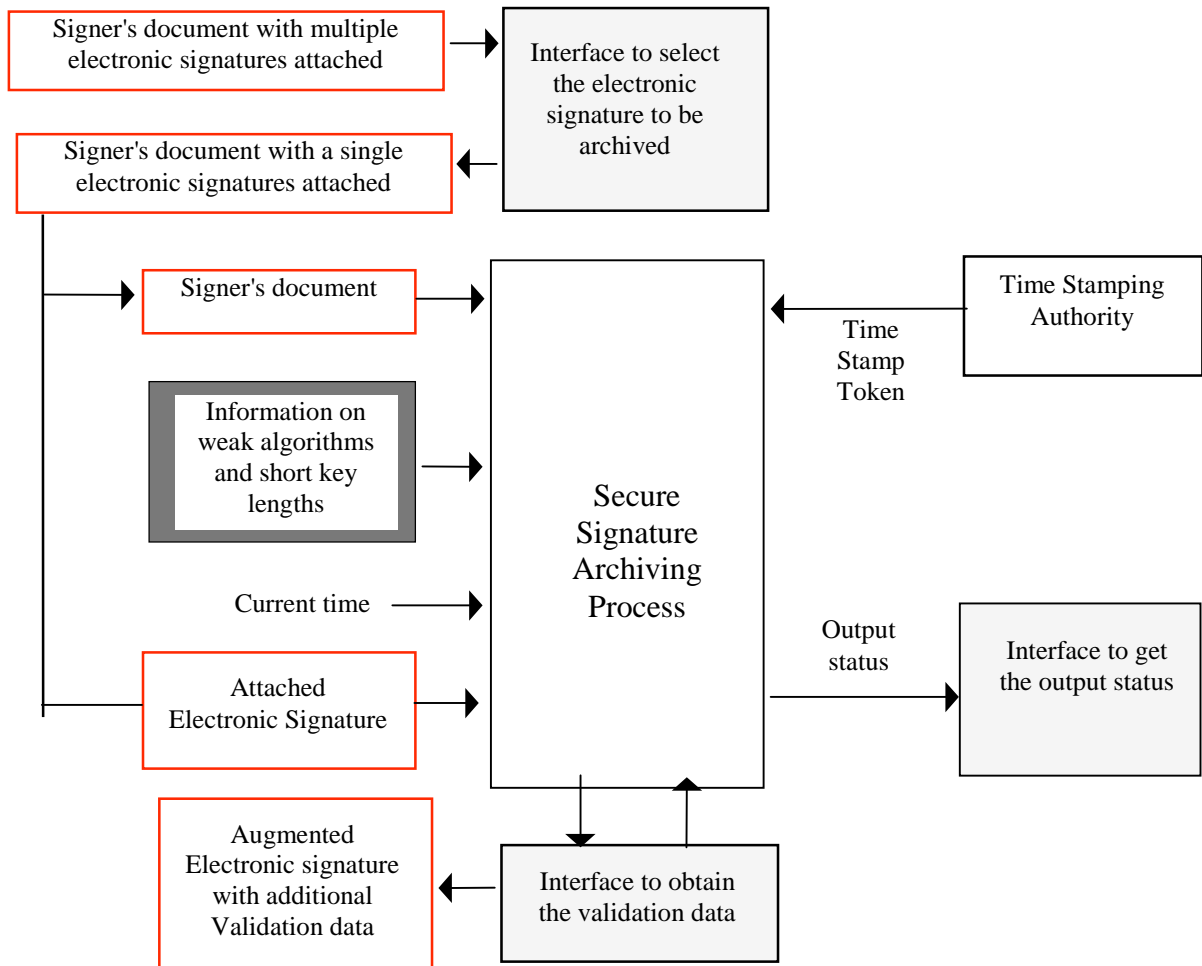 Signer's document with multiple
electronic signatures attached
Interface to select
the electronic
signature to be
archived
Signer's document with a single
electronic signatures attached
Signer's document
Time Stamping
Authority
Time
Stamp
Token
Information on
weak algorithms
and short key
lengths
Secure
Signature
Archiving
Process
Current time
Output
status
Interface to get
the output status
Attached
Electronic Signature
Augmented
Electronic signature
with additional
Validation data
Interface to obtain
the validation data